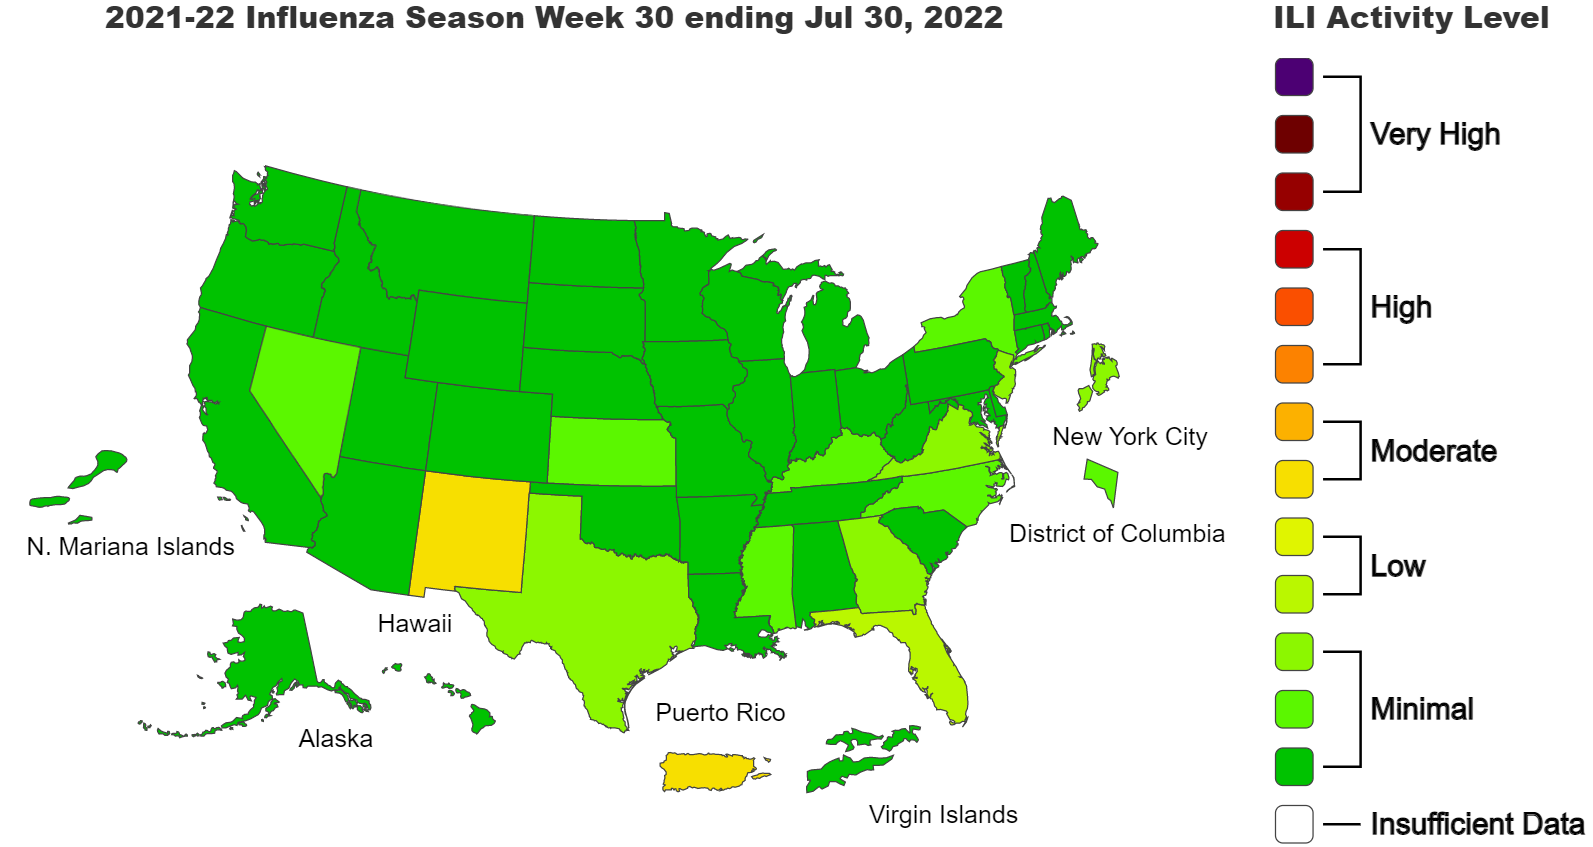 2021-22 Influenza Season Week 30 ending Jul 30, 2022
ILI Activity Level
Very High
High
Moderate
Low
Minimal
Insufficient Data
New York City
District of Columbia
N. Mariana Islands
Hawaii
Alaska
Puerto Rico
Virgin Islands